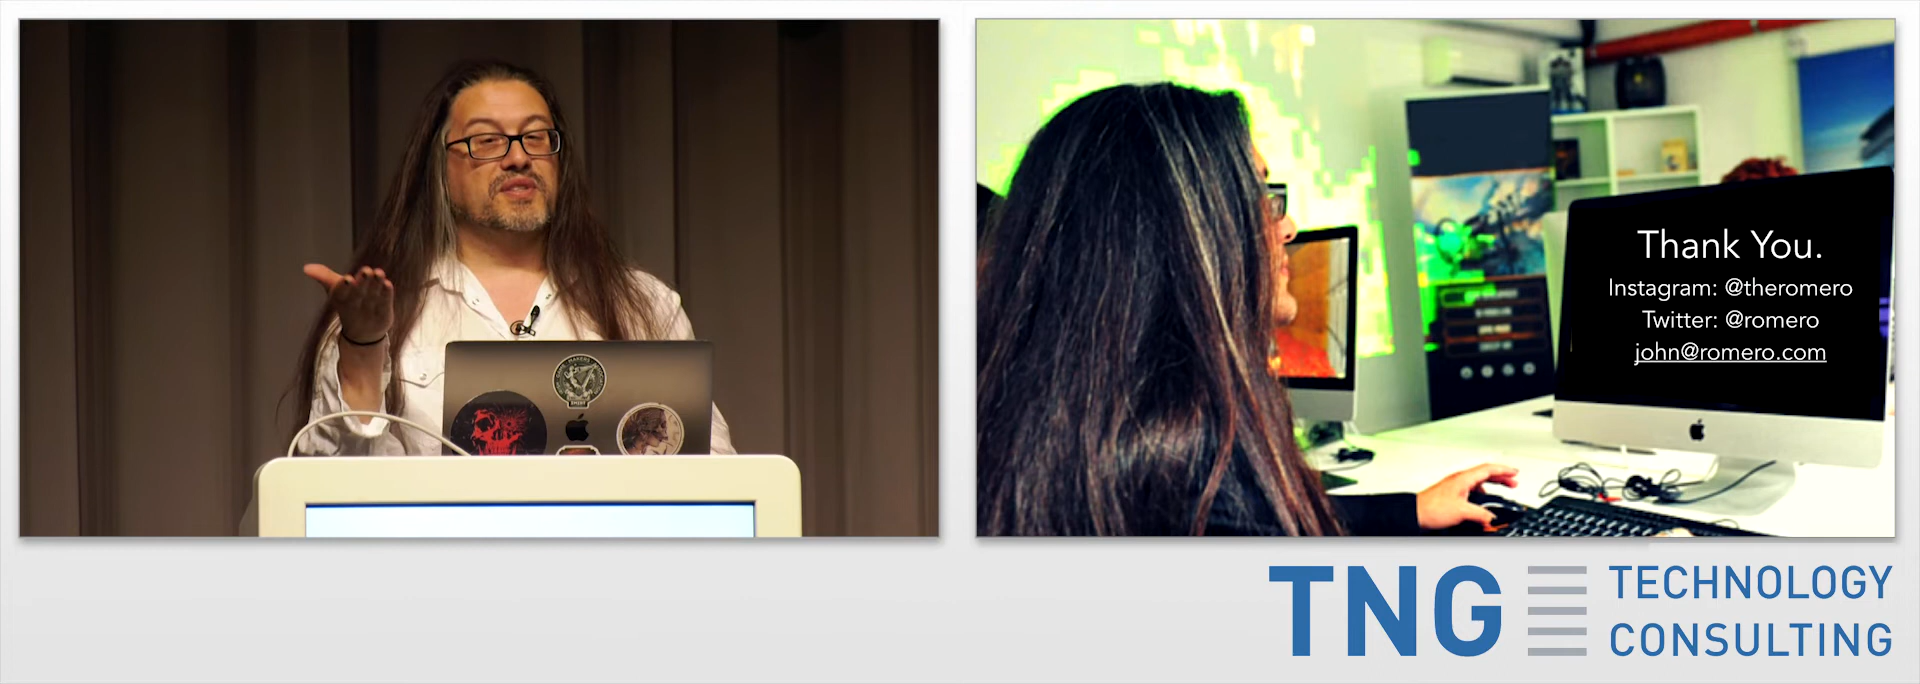 Thank You.
Instagram: @theromero
Twitter: @romero
john@romero.com
TNG TECHNOLOGY
CONSULTING